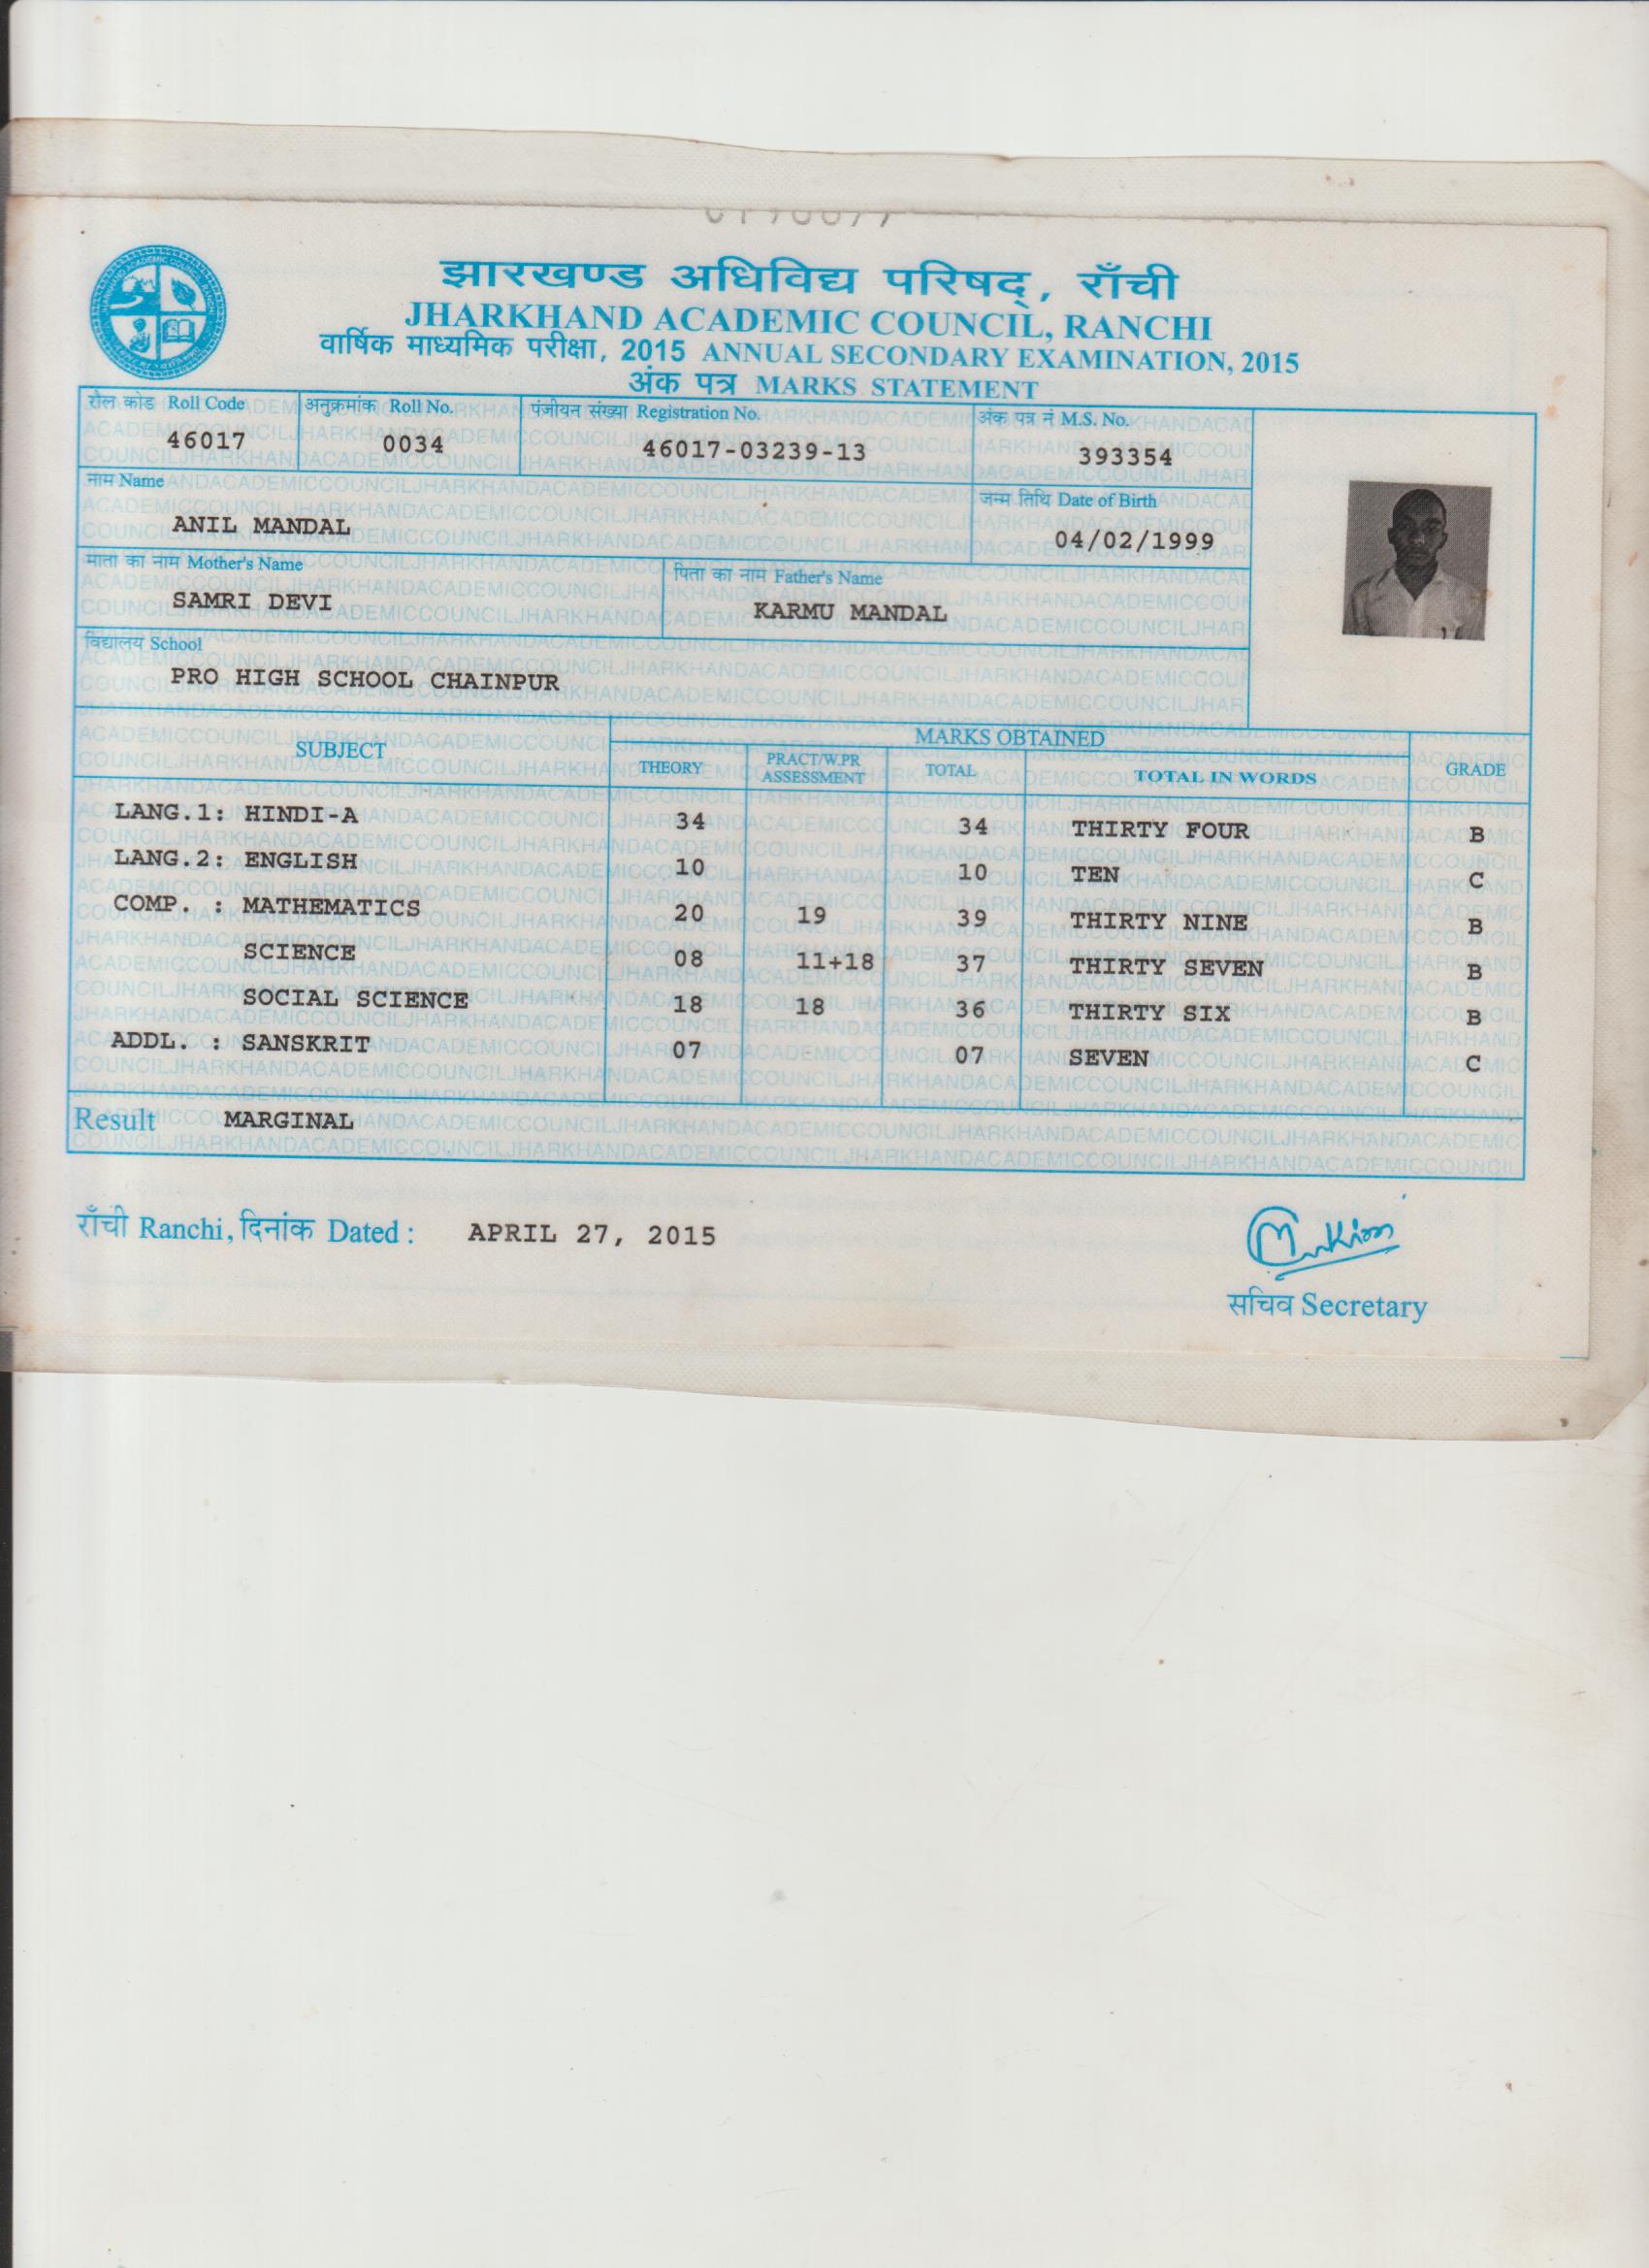 झारखण्ड अधिविद्य परिषद्, राँची
JHARKHAND ACADEMIC COUNCIL, RANCHI
वार्षिक माध्यमिक परीक्षा, 2015 ANNUAL SECONDARY EXAMINATION, 2015
अंक पत्र MARKS STATEMENT
रोल कोड Roll Code अनुक्रमांक Roll No. पंजीयन संख्या Registration No. अंक पत्र नं M.S. No.
46017 0034 46017-03239-13 393354
नाम Name जन्म तिथि Date of Birth
ANIL MANDAL 04/02/1999
माता का नाम Mother's Name पिता का नाम Father's Name
SAMRI DEVI KARMU MANDAL
विद्यालय School
PRO HIGH SCHOOL CHAINPUR
MARKS OBTAINED
SUBJECT THEORY PRACT/W.PR ASSESSMENT TOTAL TOTAL IN WORDS GRADE
LANG.1: HINDI-A 34 34 THIRTY FOUR B
LANG.2: ENGLISH 10 10 TEN C
COMP. : MATHEMATICS 20 19 39 THIRTY NINE B
SCIENCE 08 11+18 37 THIRTY SEVEN B
SOCIAL SCIENCE 18 18 36 THIRTY SIX B
ADDL. : SANSKRIT 07 07 SEVEN C
Result MARGINAL
राँची Ranchi, दिनांक Dated : APRIL 27, 2015
सचिव Secretary